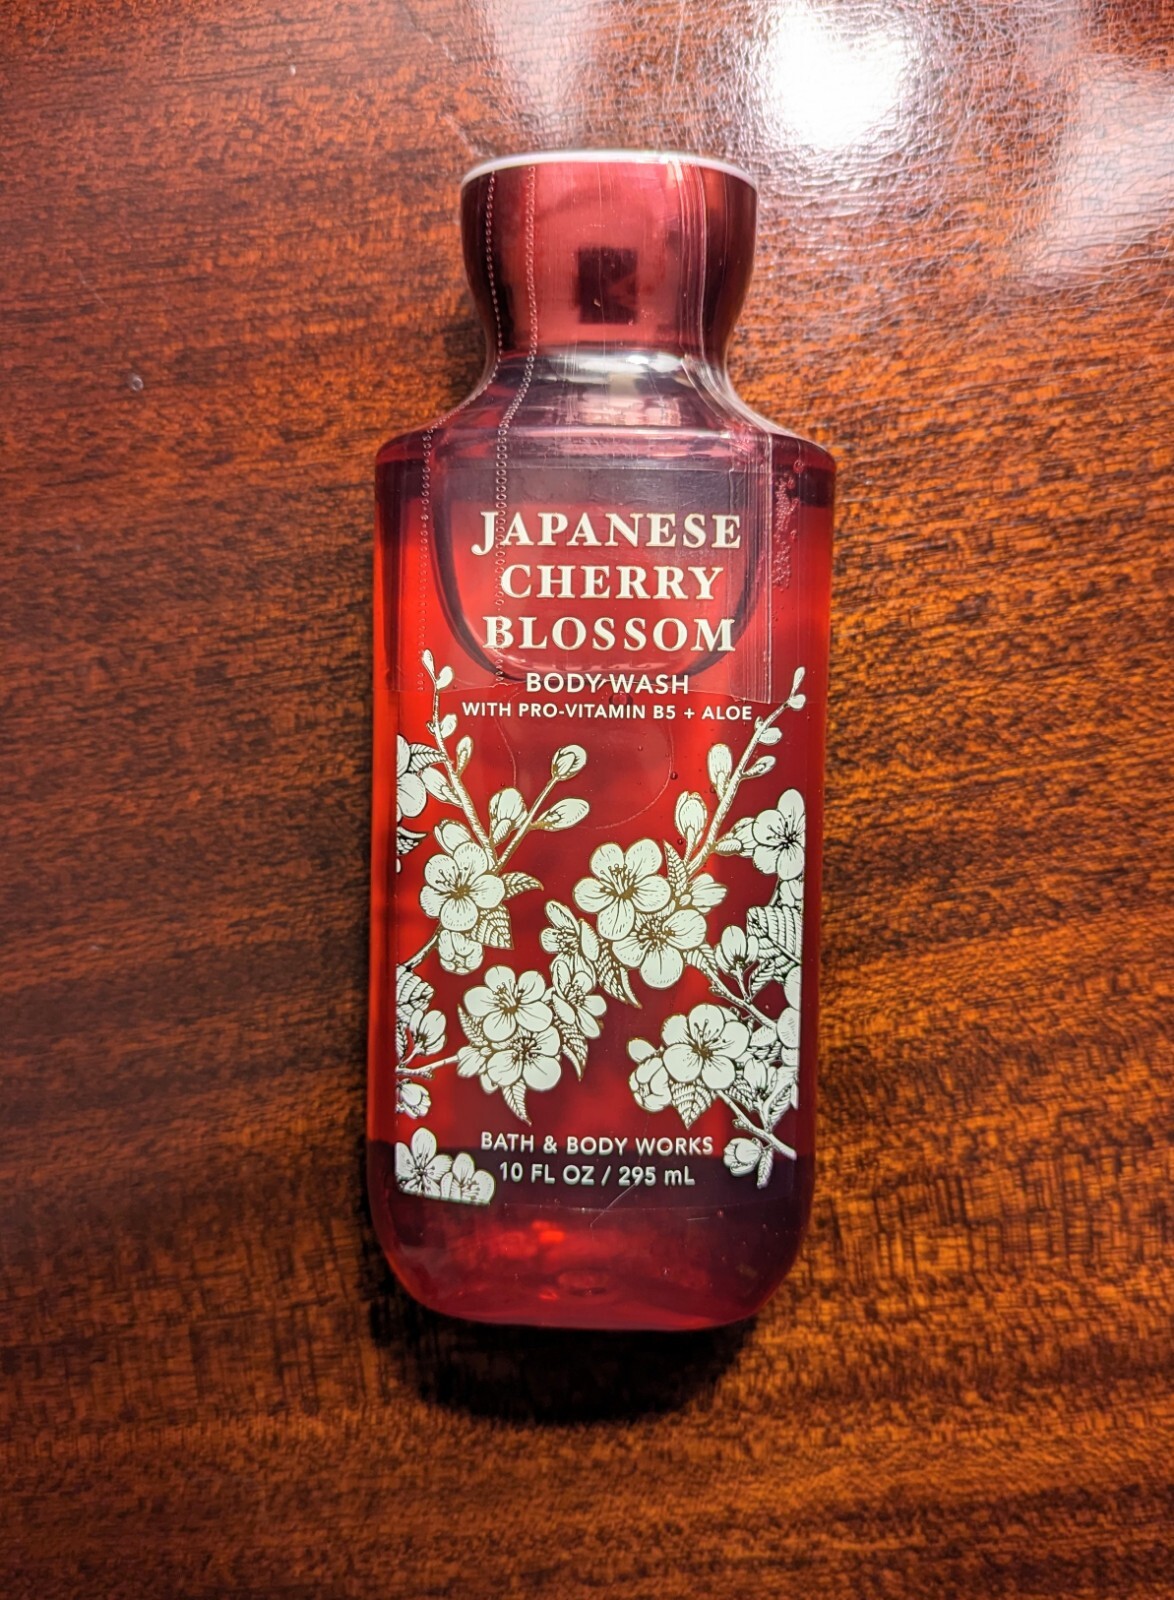 JAPANESE
CHERRY
BLOSSOM
BODY WASH
WITH PRO-VITAMIN B5 + ALOE
BATH & BODY WORKS
10 FL OZ / 295 mL